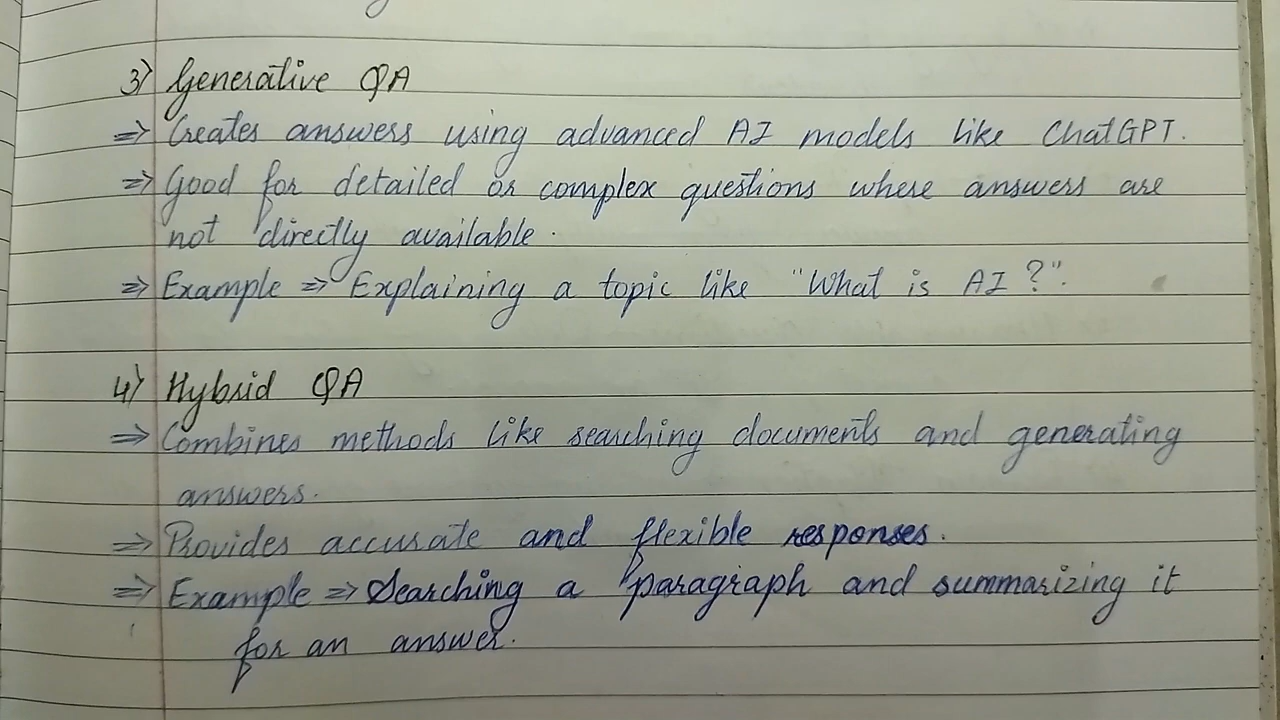 3) Generative QA
⇒ Creates answers using advanced AI models like ChatGPT.
⇒ Good for detailed or complex questions where answers are
not directly available.
⇒ Example ⇒ Explaining a topic like "What is AI?".
4) Hybrid QA
⇒ Combines methods like searching documents and generating
answers.
⇒ Provides accurate and flexible responses.
⇒ Example ⇒ Searching a paragraph and summarizing it
for an answer.